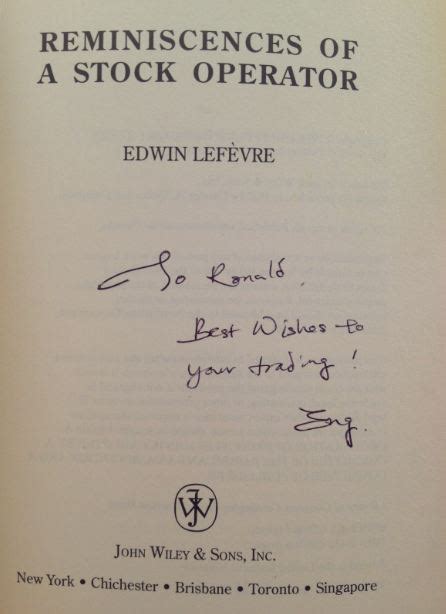 REMINISCENCES OF
A STOCK OPERATOR
EDWIN LEFÈVRE
To Ronald.
Best Wishes to
your trading!
Eng.
JOHN WILEY & SONS, INC.
New York • Chichester • Brisbane • Toronto • Singapore